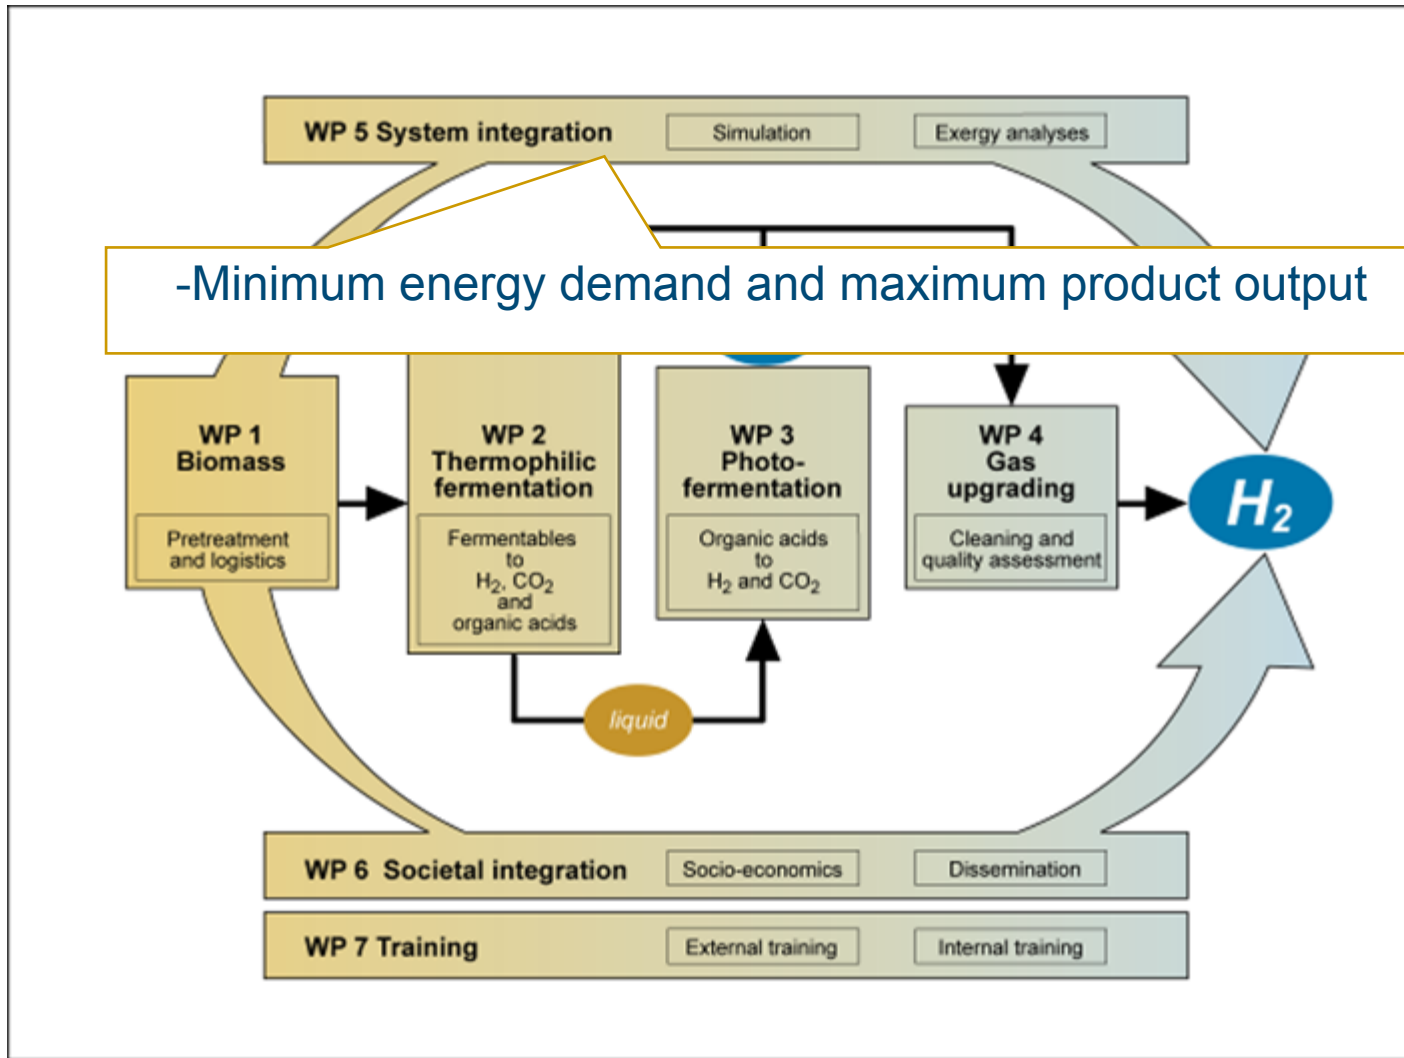 WP 5 System integration
Simulation
Exergy analyses
-Minimum energy demand and maximum product output
WP 1
Biomass
Pretreatment
and logistics
WP 2
Thermophilic
fermentation
Fermentables
to
H₂, CO₂
and
organic acids
WP 3
Photo-
fermentation
Organic acids
to
H₂ and CO₂
WP 4
Gas
upgrading
Cleaning and
quality assessment
H₂
liquid
WP 6 Societal integration
Socio-economics
Dissemination
WP 7 Training
External training
Internal training